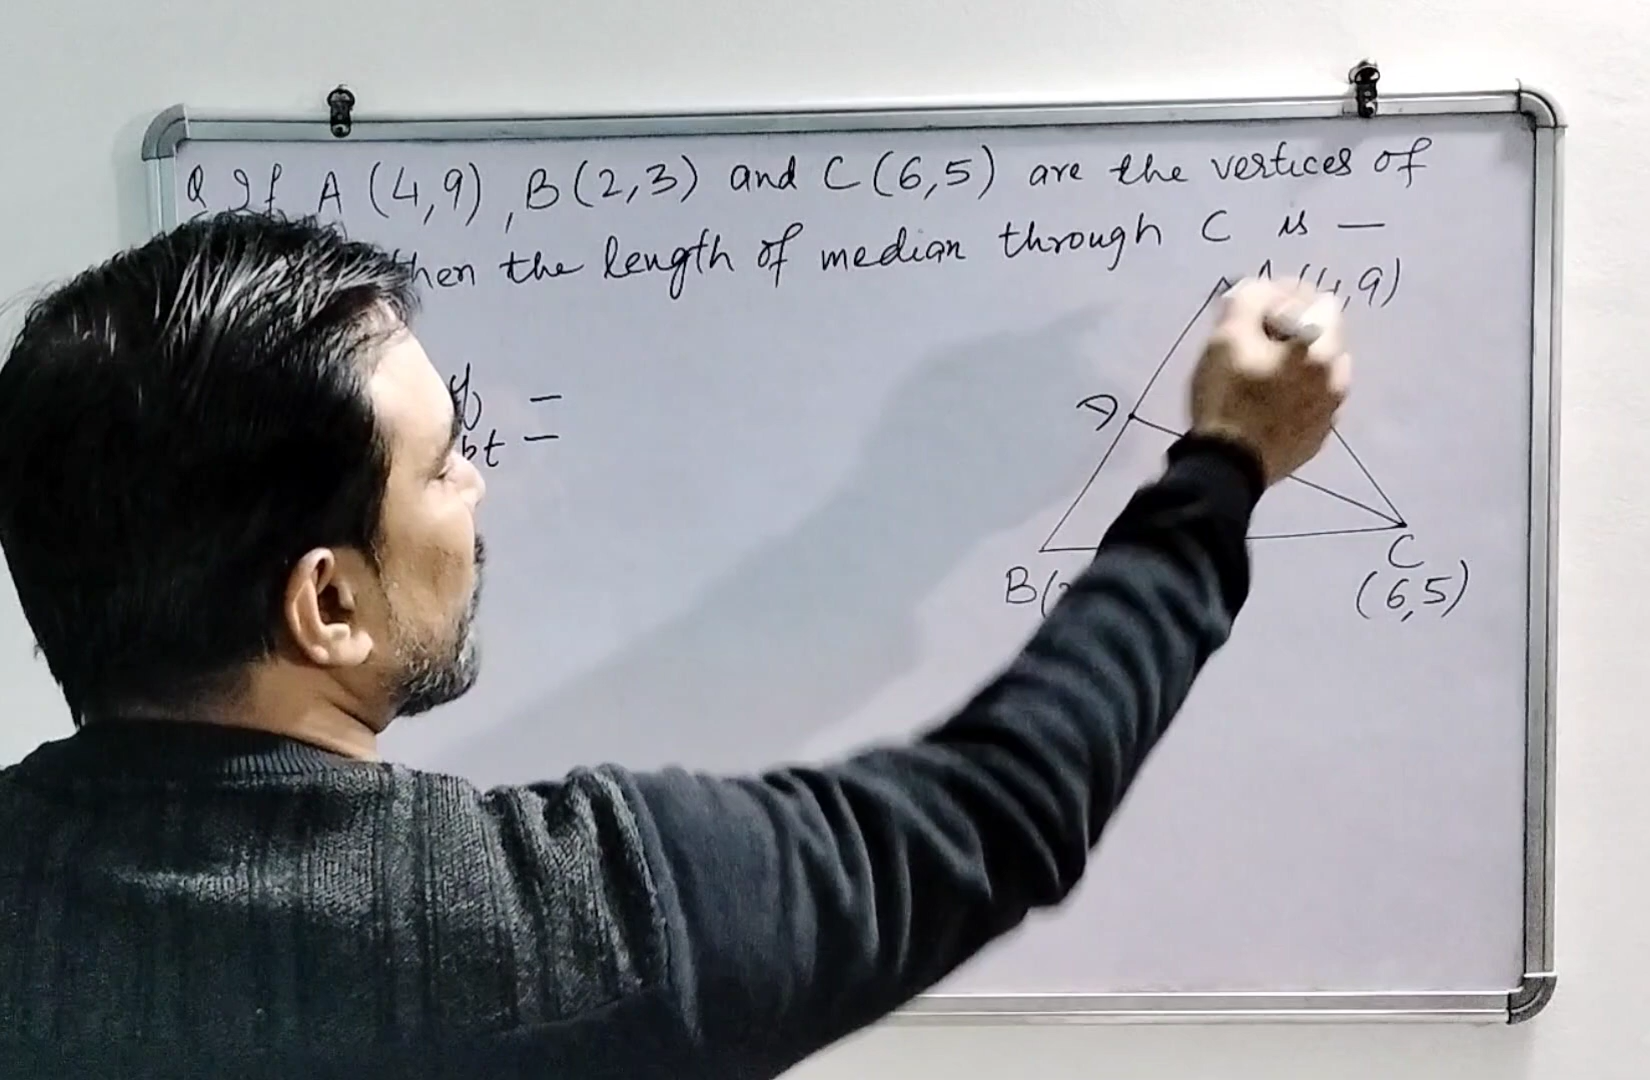 Q If A (4,9), B(2,3) and C(6,5) are the vertices of
then the length of median through C is —
A (4,9)
D
=
pt =
C
B(2
(6,5)